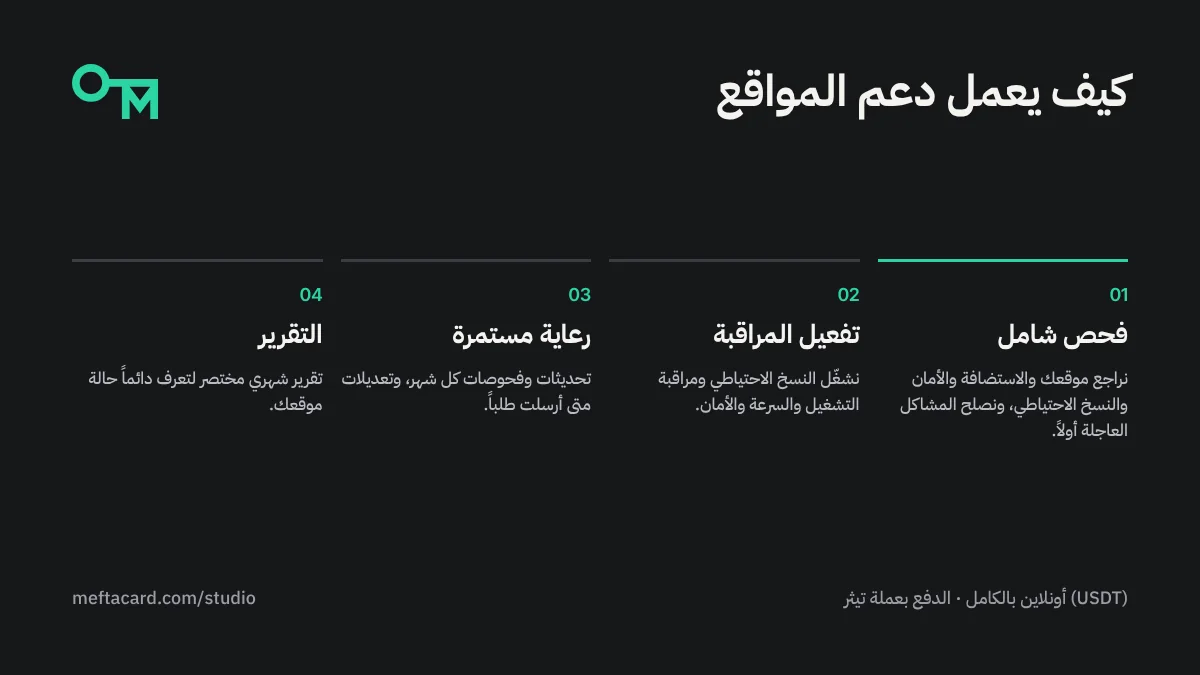 كيف يعمل دعم المواقع
01
فحص شامل
نراجع موقعك والاستضافة والأمان
والنسخ الاحتياطي، ونصلح المشاكل
العاجلة أولاً.
02
تفعيل المراقبة
نشغّل النسخ الاحتياطي ومراقبة
التشغيل والسرعة والأمان.
03
رعاية مستمرة
تحديثات وفحوصات كل شهر، وتعديلات
متى أرسلت طلباً.
04
التقرير
تقرير شهري مختصر لتعرف دائماً حالة
موقعك.
(USDT) أونلاين بالكامل · الدفع بعملة تيثر
meftacard.com/studio